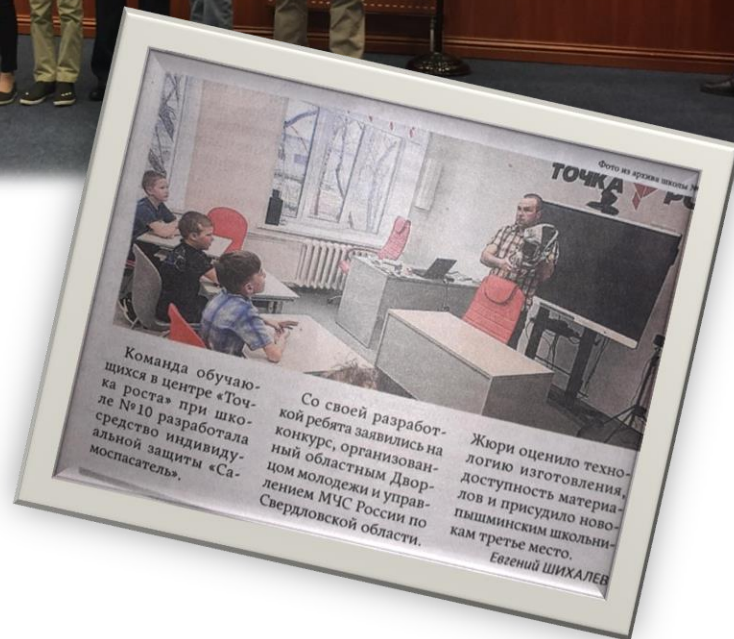 Фото из архива школы №
ТОЧКА РО
Команда обучаю-
щихся в центре «Точ-
ка роста» при шко-
ле №10 разработала
средство индивиду-
альной защиты «Са-
моспасатель».
Со своей разработ-
кой ребята заявились на
конкурс, организован-
ный областным Двор-
цом молодежи и управ-
лением МЧС России по
Свердловской области.
Жюри оценило техно-
логию изготовления,
доступность материа-
лов и присудило ново-
пышминским школьни-
кам третье место.
Евгений ШИХАЛЕВ